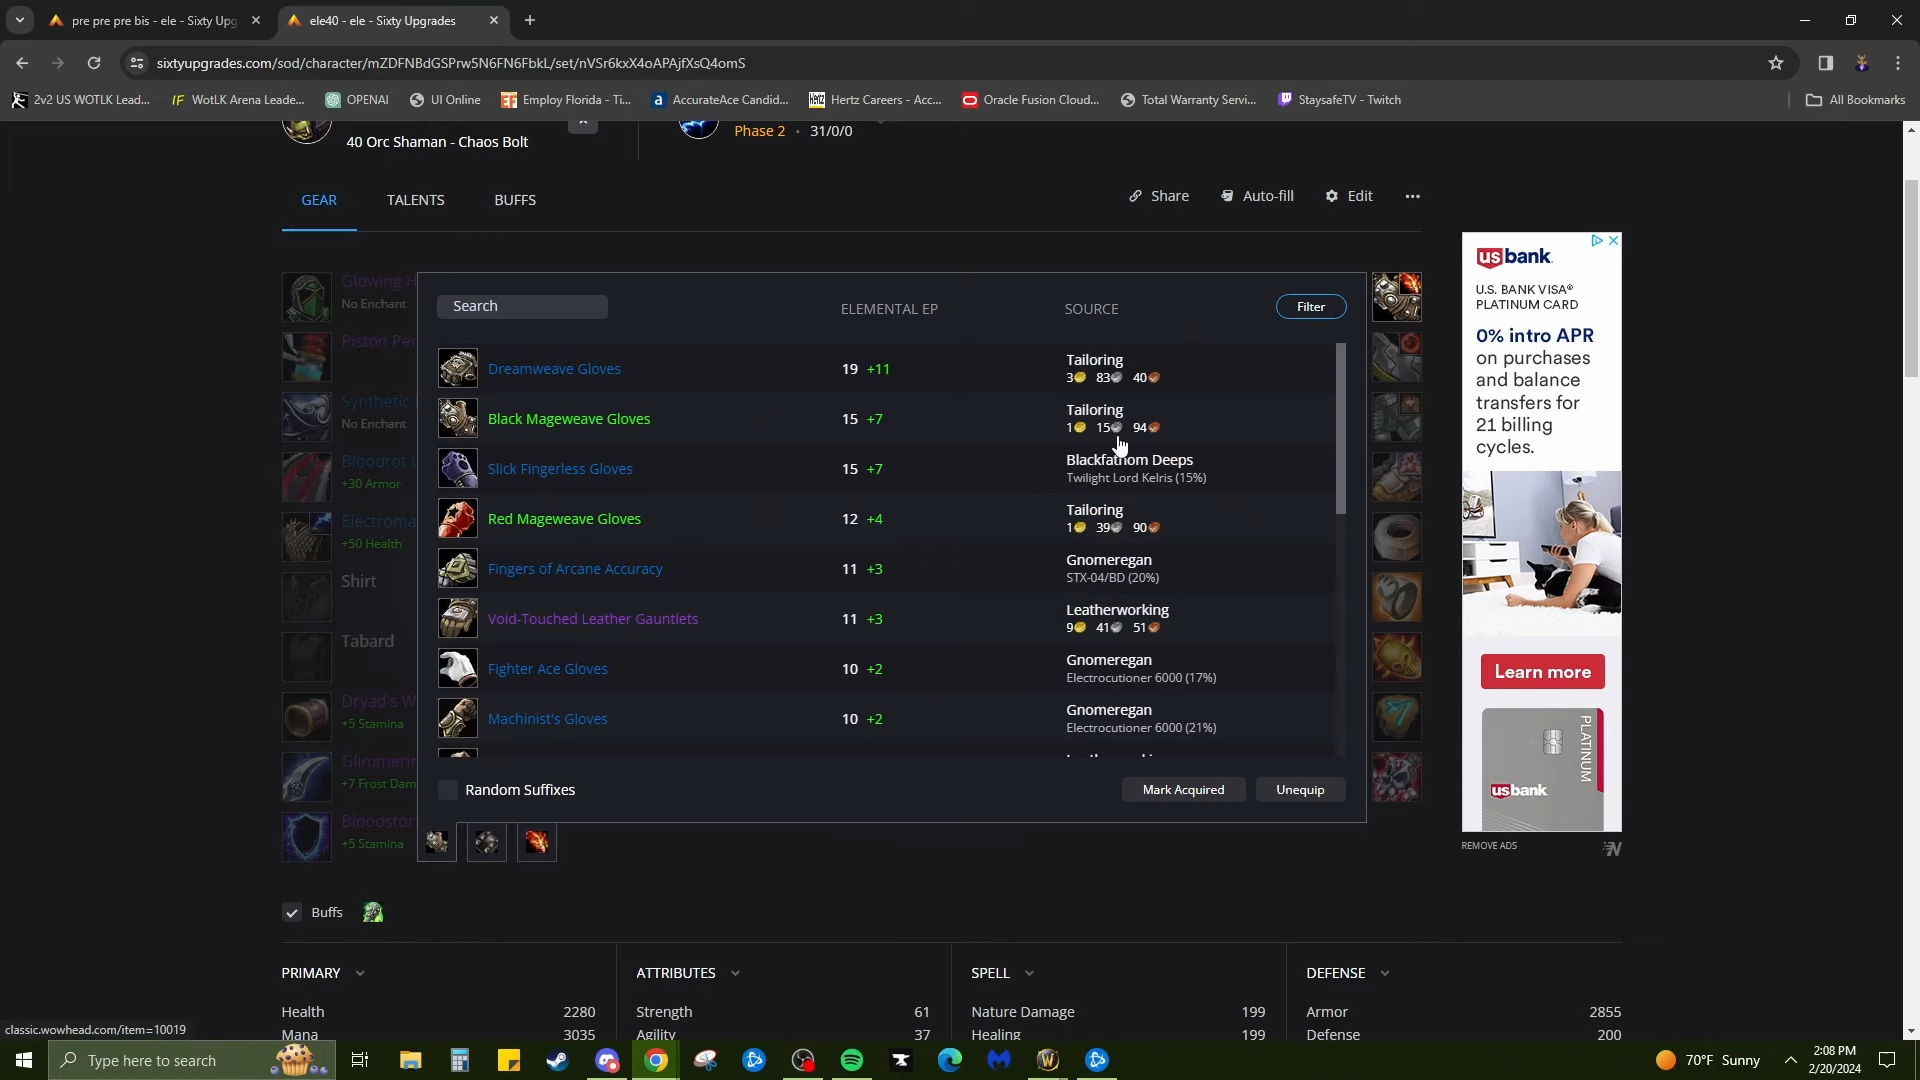 pre pre pre bis - ele - Sixty Upg
ele40 - ele - Sixty Upgrades
sixtyupgrades.com/sod/character/mZDFNBdGSPrw5N6FN6FbkL/set/nVSr6kxX4oAPAjfXsQ4omS
2v2 US WOTLK Lead...
WotLK Arena Leade...
OPENAI
UI Online
Employ Florida - Ti...
AccurateAce Candid...
Hertz Careers - Acc...
Oracle Fusion Cloud...
Total Warranty Servi...
StaysafeTV - Twitch
All Bookmarks
40 Orc Shaman - Chaos Bolt
Phase 2 · 31/0/0
GEAR
TALENTS
BUFFS
Share
Auto-fill
Edit
Glowing H
No Enchant
Piston Pe
Synthetic
No Enchant
Bloodrot
+30 Armor
Electroma
+50 Health
Shirt
Tabard
Dryad's W
+5 Stamina
Glimmerin
+7 Frost Dam
Bloodstor
+5 Stamina
Search
ELEMENTAL EP
SOURCE
Filter
Dreamweave Gloves 19 +11 Tailoring
3 83 40
Black Mageweave Gloves 15 +7 Tailoring
1 15 94
Slick Fingerless Gloves 15 +7 Blackfathom Deeps
Twilight Lord Kelris (15%)
Red Mageweave Gloves 12 +4 Tailoring
1 39 90
Fingers of Arcane Accuracy 11 +3 Gnomeregan
STX-04/BD (20%)
Void-Touched Leather Gauntlets 11 +3 Leatherworking
9 41 51
Fighter Ace Gloves 10 +2 Gnomeregan
Electrocutioner 6000 (17%)
Machinist's Gloves 10 +2 Gnomeregan
Electrocutioner 6000 (21%)
Random Suffixes
Mark Acquired
Unequip
usbank
U.S. BANK VISA®
PLATINUM CARD
0% intro APR
on purchases
and balance
transfers for
21 billing
cycles.
Learn more
PLATINUM
usbank
REMOVE ADS
Buffs
PRIMARY
ATTRIBUTES
SPELL
DEFENSE
Health 2280
Strength 61
Nature Damage 199
Armor 2855
Mana 3035
Agility 37
Healing 199
Defense 200
classic.wowhead.com/item=10019
Type here to search
70°F Sunny
2:08 PM
2/20/2024